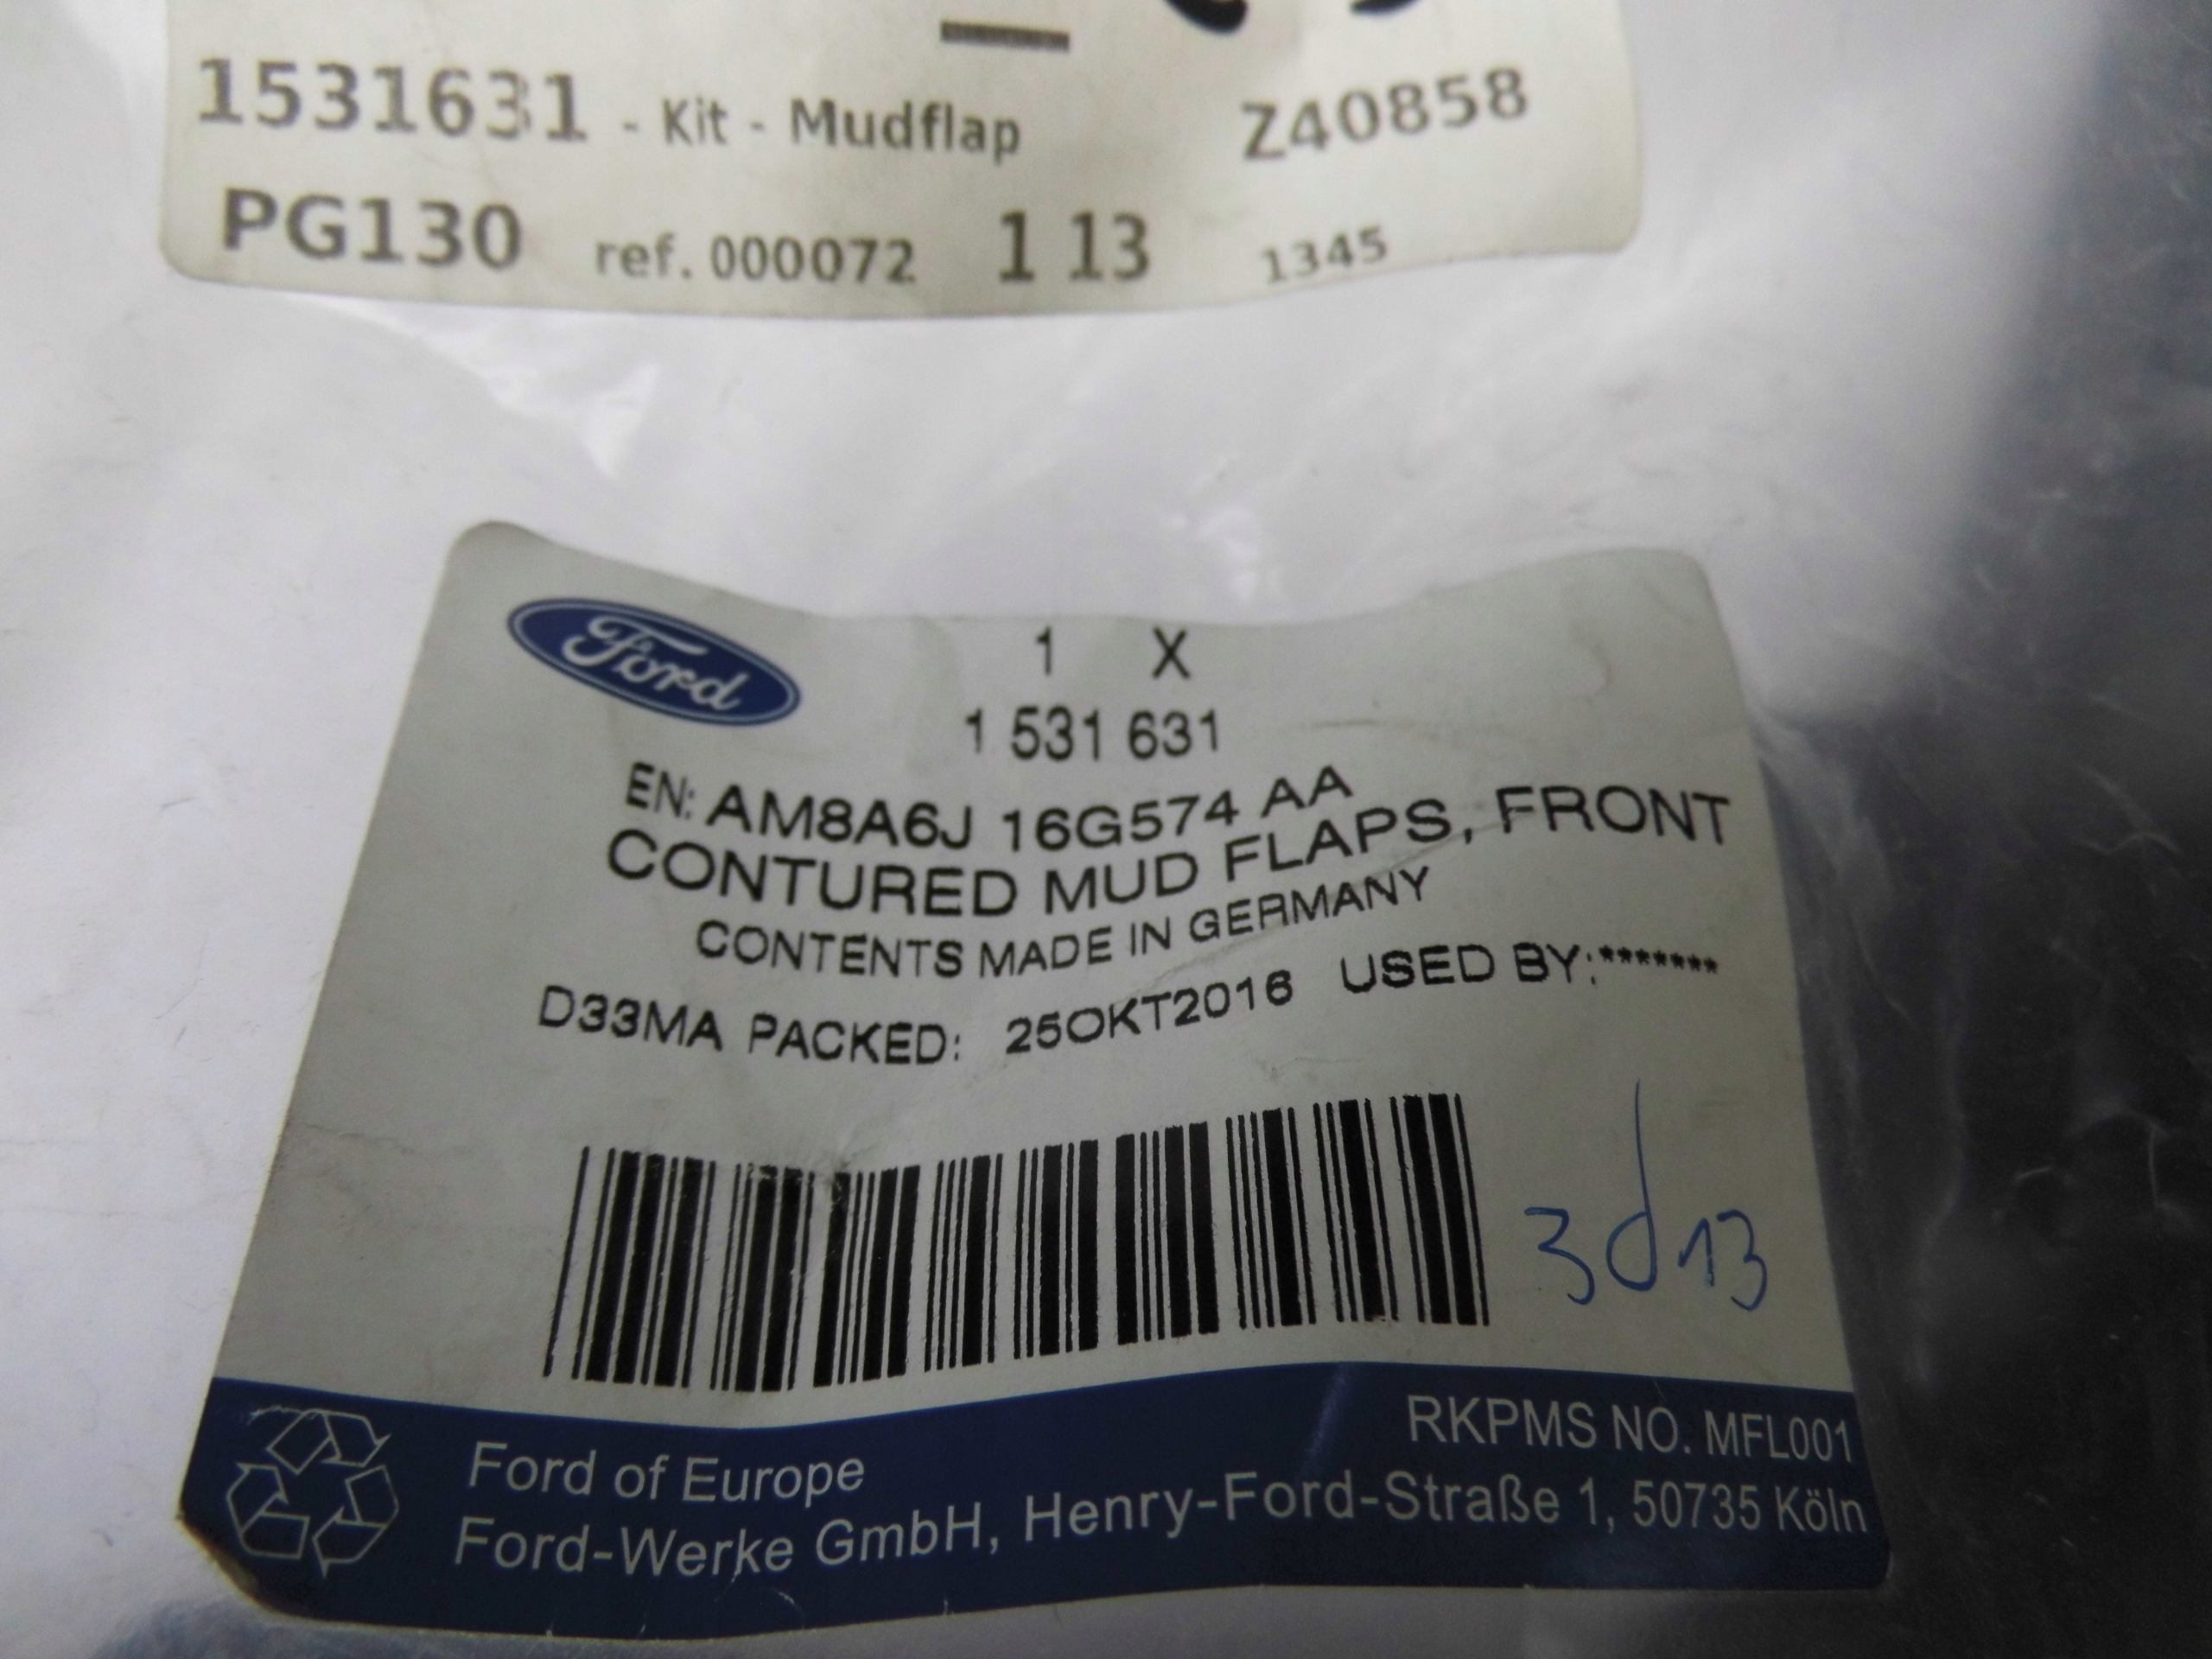 1531631 - Kit - Mudflap Z40858
PG130 ref. 000072 1 13 1345
Ford
1 X
1 531 631
EN: AM8A6J 16G574 AA
CONTURED MUD FLAPS, FRONT
CONTENTS MADE IN GERMANY
D33MA PACKED: 25OKT2016 USED BY:*******
3d13
RKPMS NO. MFL001
Ford of Europe
Ford-Werke GmbH, Henry-Ford-Straße 1, 50735 Köln